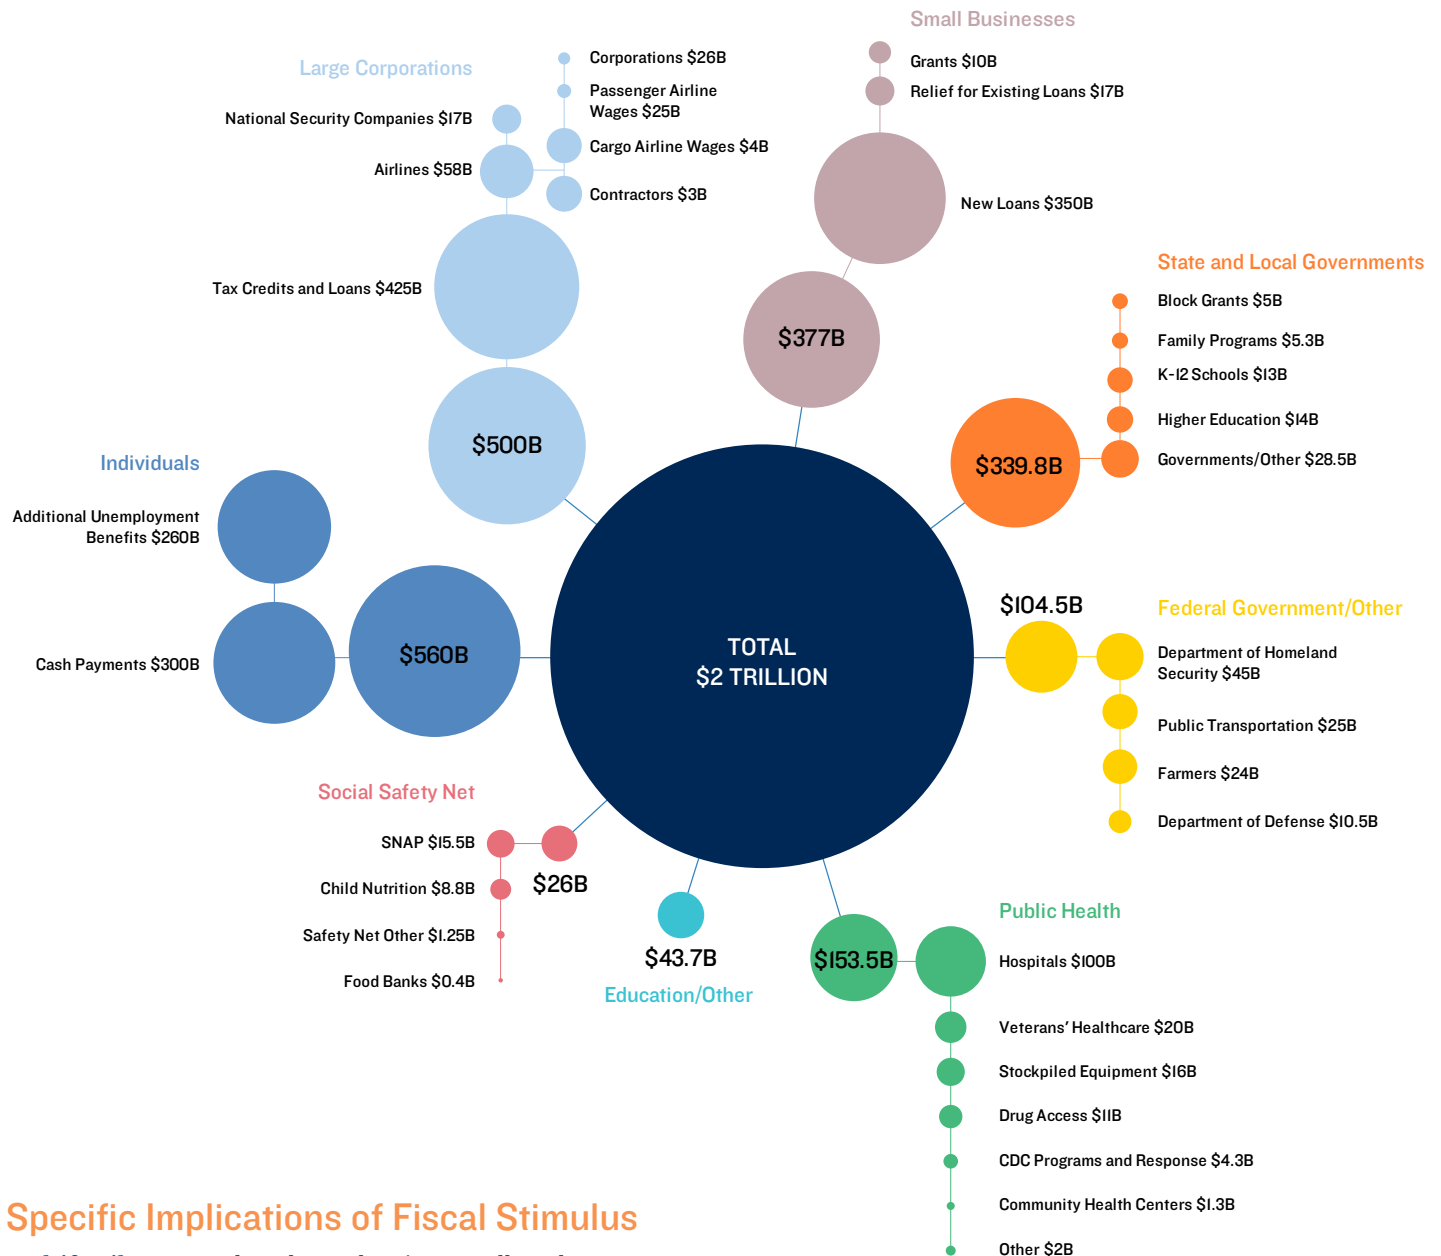 Small Businesses
Grants $10B
Relief for Existing Loans $17B
New Loans $350B
$377B
Large Corporations
Corporations $26B
Passenger Airline
Wages $25B
Cargo Airline Wages $4B
Contractors $3B
National Security Companies $17B
Airlines $58B
Tax Credits and Loans $425B
$500B
State and Local Governments
Block Grants $5B
Family Programs $5.3B
K-12 Schools $13B
Higher Education $14B
Governments/Other $28.5B
$339.8B
Individuals
Additional Unemployment
Benefits $260B
Cash Payments $300B
$560B
TOTAL
$2 TRILLION
$104.5B
Federal Government/Other
Department of Homeland
Security $45B
Public Transportation $25B
Farmers $24B
Department of Defense $10.5B
Social Safety Net
SNAP $15.5B
Child Nutrition $8.8B
Safety Net Other $1.25B
Food Banks $0.4B
$26B
$43.7B
Education/Other
Public Health
$153.5B
Hospitals $100B
Veterans' Healthcare $20B
Stockpiled Equipment $16B
Drug Access $11B
CDC Programs and Response $4.3B
Community Health Centers $1.3B
Other $2B
Specific Implications of Fiscal Stimulus